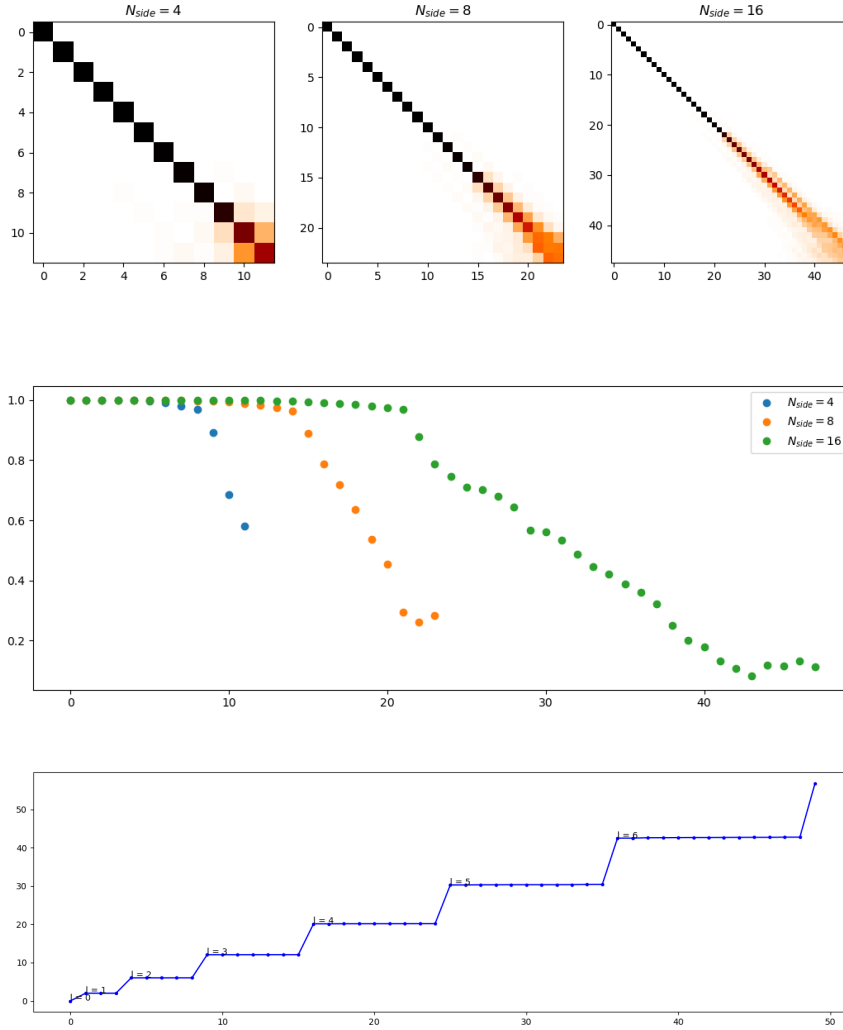 N_side = 4
N_side = 8
N_side = 16
0
2
4
6
8
10
0 2 4 6 8 10
0
5
10
15
20
0 5 10 15 20
0
10
20
30
40
0 10 20 30 40
1.0
0.8
0.6
0.4
0.2
N_side = 4
N_side = 8
N_side = 16
0 10 20 30 40
50
40
30
20
10
0
l = 6
l = 5
l = 4
l = 3
l = 2
l = 1
l = 0
0 10 20 30 40 50